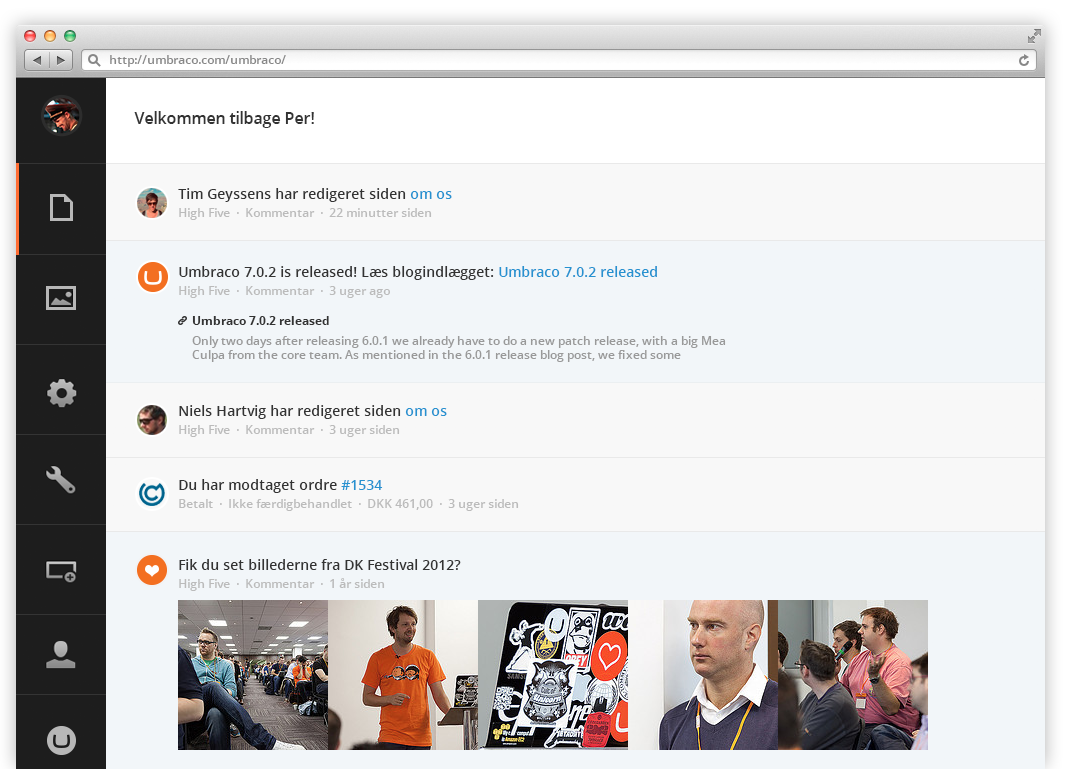 http://umbraco.com/umbraco/
Velkommen tilbage Per!
Tim Geyssens har redigeret siden om os
High Five · Kommentar · 22 minutter siden
Umbraco 7.0.2 is released! Læs blogindlægget: Umbraco 7.0.2 released
High Five · Kommentar · 3 uger ago
Umbraco 7.0.2 released
Only two days after releasing 6.0.1 we already have to do a new patch release, with a big Mea
Culpa from the core team. As mentioned in the 6.0.1 release blog post, we fixed some
Niels Hartvig har redigeret siden om os
High Five · Kommentar · 3 uger siden
Du har modtaget ordre #1534
Betalt · Ikke færdigbehandlet · DKK 461,00 · 3 uger siden
Fik du set billederne fra DK Festival 2012?
High Five · Kommentar · 1 år siden